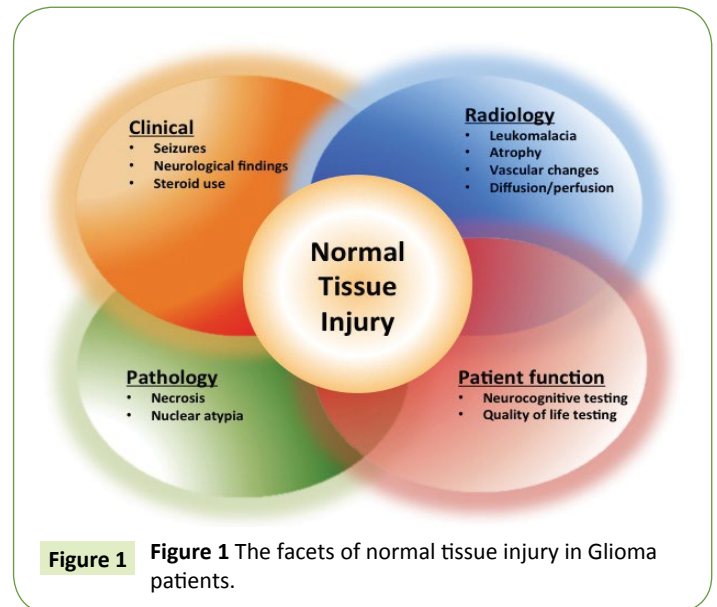 Clinical
• Seizures
• Neurological findings
• Steroid use
Radiology
• Leukomalacia
• Atrophy
• Vascular changes
• Diffusion/perfusion
Normal
Tissue
Injury
Pathology
• Necrosis
• Nuclear atypia
Patient function
• Neurocognitive testing
• Quality of life testing
Figure 1
Figure 1 The facets of normal tissue injury in Glioma
patients.